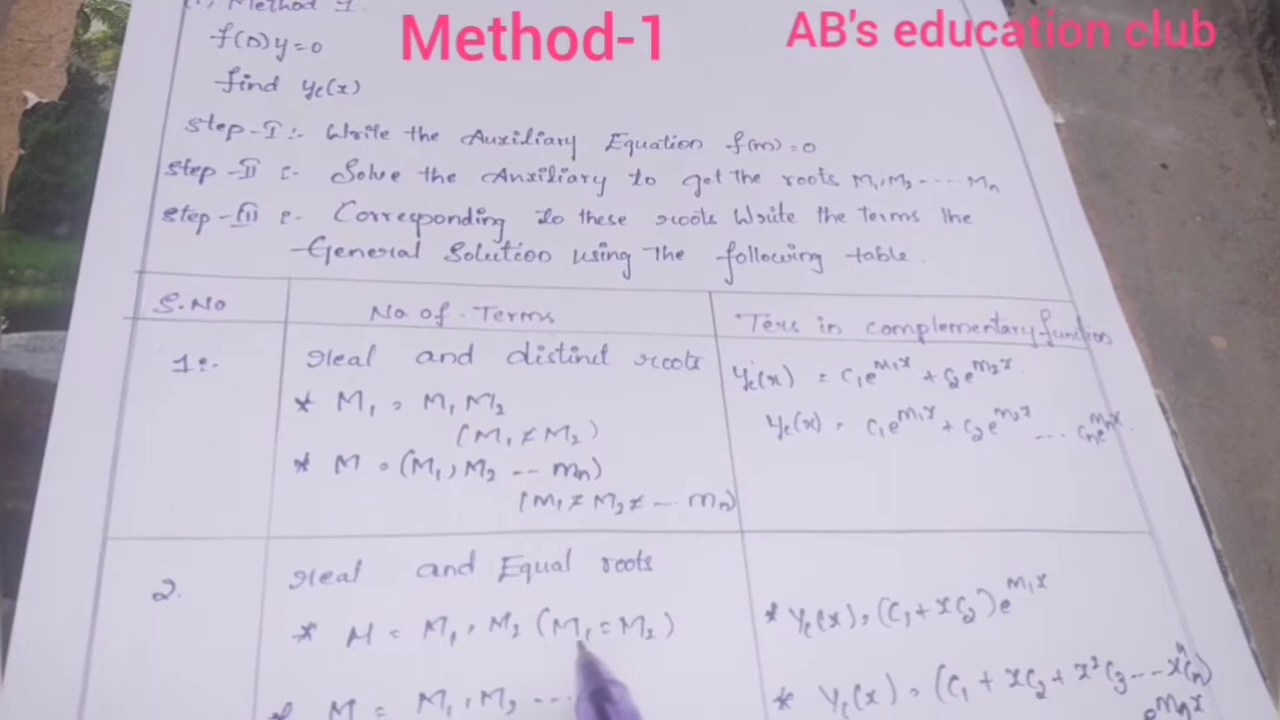 Method 1.
Method-1
AB's education club
f(D)y=0
find yc(x)
Step-I :- Write the Auxiliary Equation f(m)=0
Step-II :- Solve the Auxiliary to get the roots M1, M2 ---- Mn
Step-III :- Corresponding to these roots Write the terms the
General Solution using the following table.
S.No
No of. Terms
Ters in complementary function
1:-
real and distinct roots
yc(x) = c1e^m1x + c2e^m2x
* M1 = M1 M2
(M1 ≠ M2)
yc(x) = c1e^m1x + c2e^m2x ... cne^mnx.
* M = (M1, M2 --- mn)
(M1 ≠ M2 ≠ --- mn)
2.
real and Equal roots
* M = M1, M2 (M1 = M2)
* yc(x) = (c1 + xc2)e^m1x
* M = M1, M2 ---
* yc(x) = (c1 + xc2 + x²c3 --- x^n cn)
e^mnx